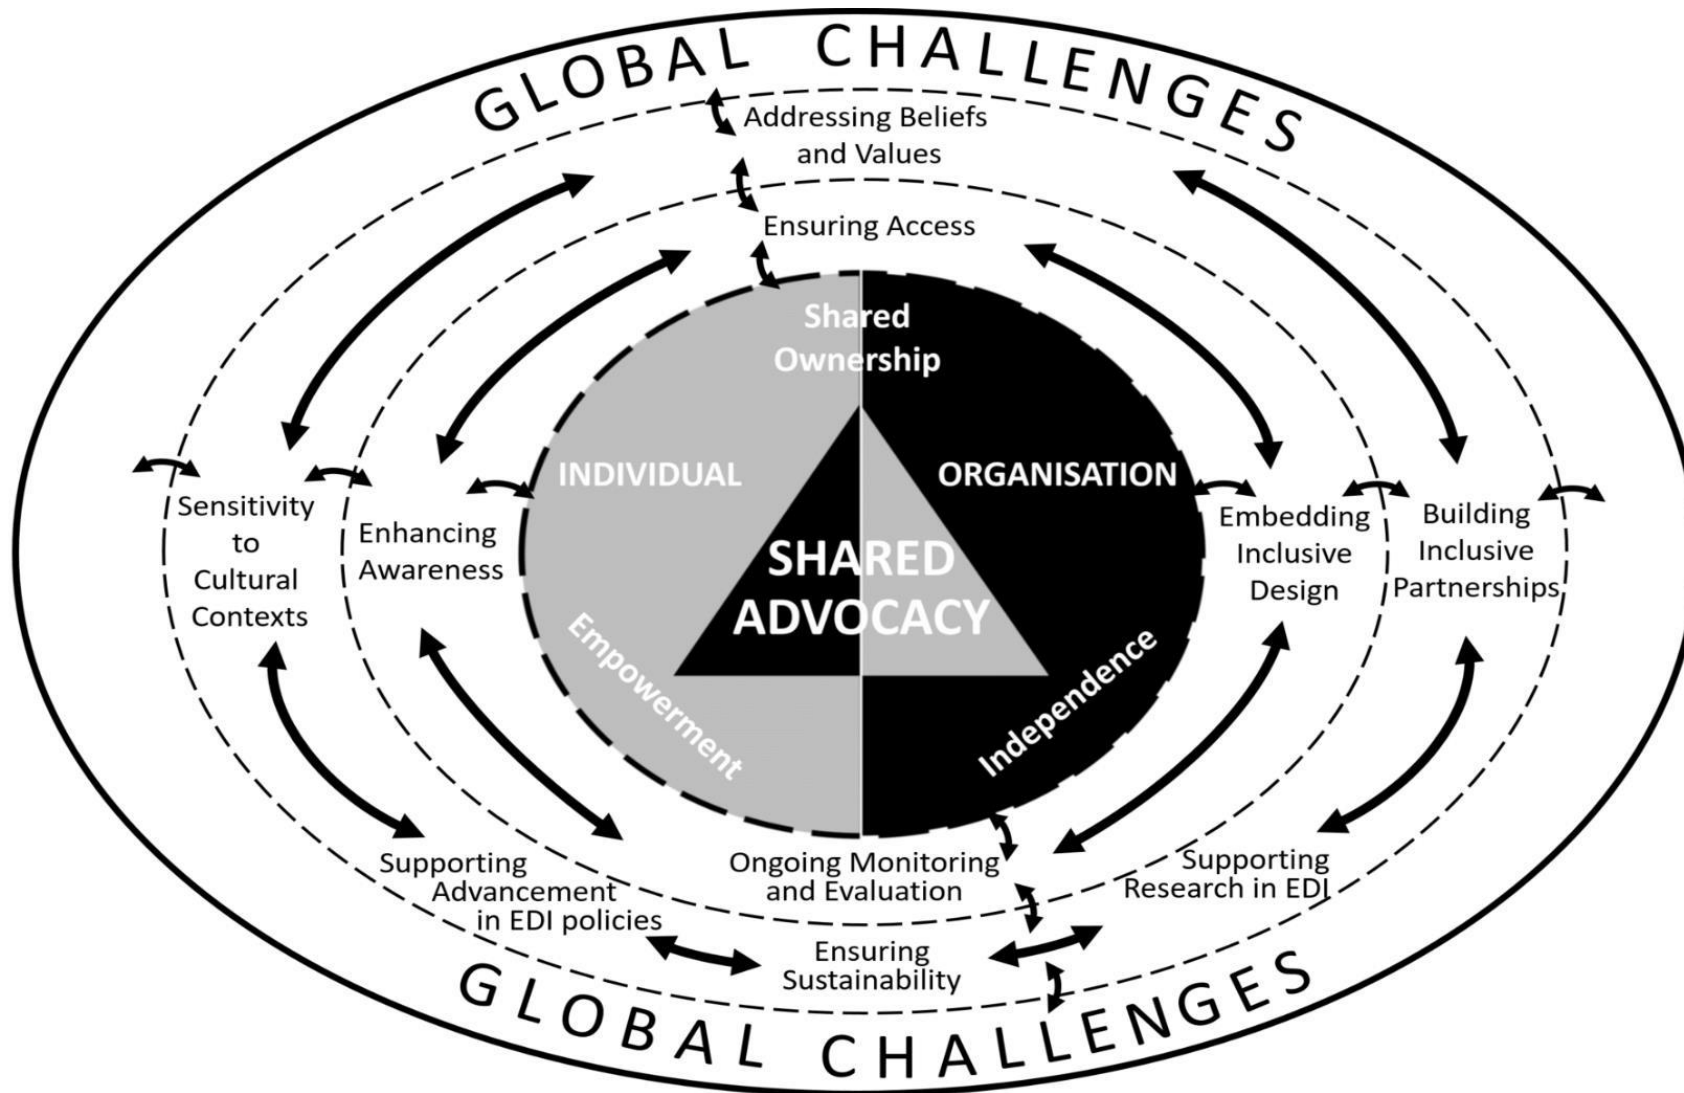 GLOBAL CHALLENGES
Addressing Beliefs
and Values
Ensuring Access
Shared
Ownership
INDIVIDUAL
ORGANISATION
Sensitivity
to
Cultural
Contexts
Enhancing
Awareness
SHARED
ADVOCACY
Embedding
Inclusive
Design
Building
Inclusive
Partnerships
Empowerment
Independence
Supporting
Advancement
in EDI policies
Ongoing Monitoring
and Evaluation
Supporting
Research in EDI
Ensuring
Sustainability
GLOBAL CHALLENGES